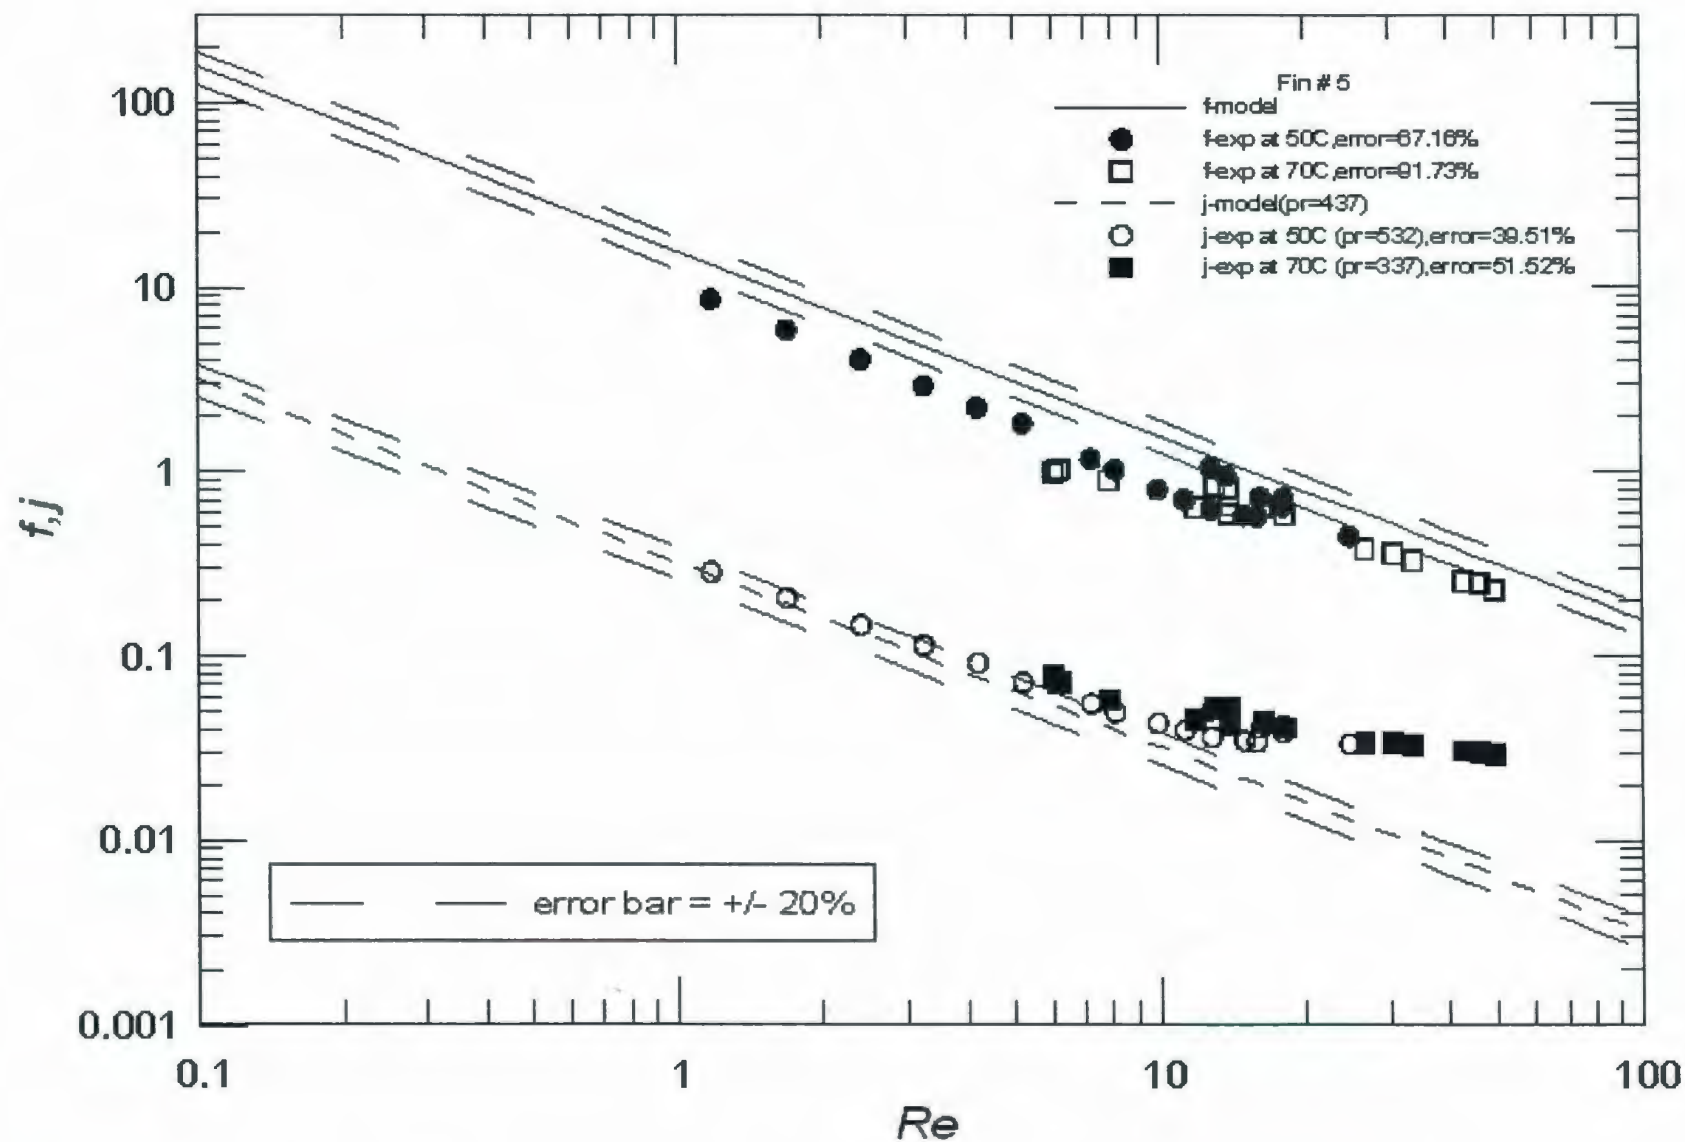 Fin # 5
f-model
f-exp at 50C,error=67.16%
f-exp at 70C,error=91.73%
j-model(pr=437)
j-exp at 50C (pr=532),error=39.51%
j-exp at 70C (pr=337),error=51.52%
100
10
1
0.1
0.01
0.001
f,j
error bar = +/- 20%
0.1
1
10
100
Re